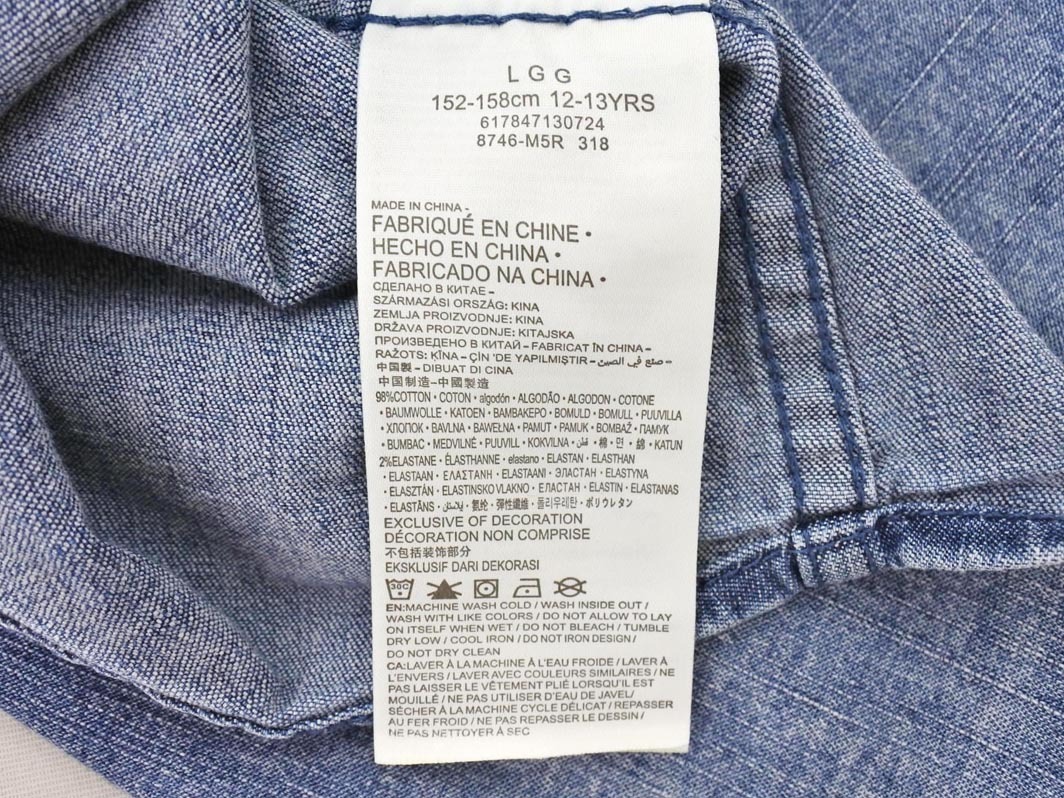 L G G
152-158cm 12-13YRS
617847130724
8746-M5R 318
MADE IN CHINA -
FABRIQUÉ EN CHINE •
HECHO EN CHINA •
FABRICADO NA CHINA •
СДЕЛАНО В КИТАЕ -
SZÁRMAZÁSI ORSZÁG: KINA
ZEMLJA PROIZVODNJE: KINA
DRŽAVA PROIZVODNJE: KITAJSKA
ПРОИЗВЕДЕНО В КИТАЙ - FABRICAT ÎN CHINA -
RAŽOTS: ĶĪNA - ÇİN 'DE YAPILMIŞTIR - صنع في الصين -
中国製 - DIBUAT DI CINA
中国制造-中國製造
98%COTTON • COTON • algodón • ALGODÃO • ALGODON • COTONE
• BAUMWOLLE • KATOEN • BAMBAKEPO • BOMULD • BOMULL • PUUVILLA
• ХЛОПОК • BAVLNA • BAWEŁNA • PAMUT • PAMUK • BOMBAŽ • ПАМУК
• BUMBAC • MEDVILNĖ • PUUVILL • KOKVILNA • قطن • 棉 • 면 • 綿 • KATUN
2%ELASTANE • ÉLASTHANNE • elastano • ELASTAN • ELASTHAN
• ELASTAAN • ΕΛΑΣΤΑΝΗ • ELASTAANI • ЭЛАСТАН • ELASTYNA
• ELASZTÁN • ELASTINSKO VLAKNO • ЕЛАСТАН • ELASTIN • ELASTANAS
• ELASTĀNS • ايلاستين • 氨纶 • 彈性纖維 • 폴리우레탄 • ポリウレタン
EXCLUSIVE OF DECORATION
DÉCORATION NON COMPRISE
不包括装饰部分
EKSKLUSIF DARI DEKORASI
30C
EN:MACHINE WASH COLD / WASH INSIDE OUT /
WASH WITH LIKE COLORS / DO NOT ALLOW TO LAY
ON ITSELF WHEN WET / DO NOT BLEACH / TUMBLE
DRY LOW / COOL IRON / DO NOT IRON DESIGN /
DO NOT DRY CLEAN
CA:LAVER À LA MACHINE À L'EAU FROIDE / LAVER À
L'ENVERS / LAVER AVEC COULEURS SIMILAIRES / NE
PAS LAISSER LE VÊTEMENT PLIÉ LORSQU'IL EST
MOUILLÉ / NE PAS UTILISER D'EAU DE JAVEL/
SÉCHER À LA MACHINE CYCLE DÉLICAT / REPASSER
AU FER FROID / NE PAS REPASSER LE DESSIN /
NE PAS NETTOYER À SEC